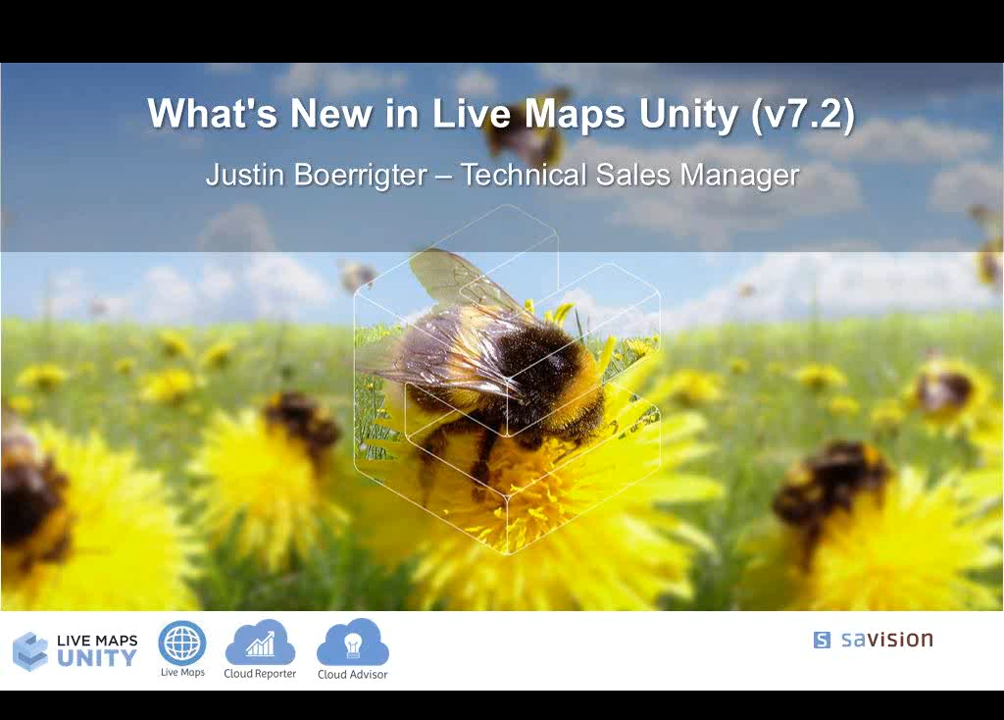 What's New in Live Maps Unity (v7.2)
Justin Boerrigter – Technical Sales Manager
LIVE MAPS
UNITY
Live Maps
Cloud Reporter
Cloud Advisor
S savision